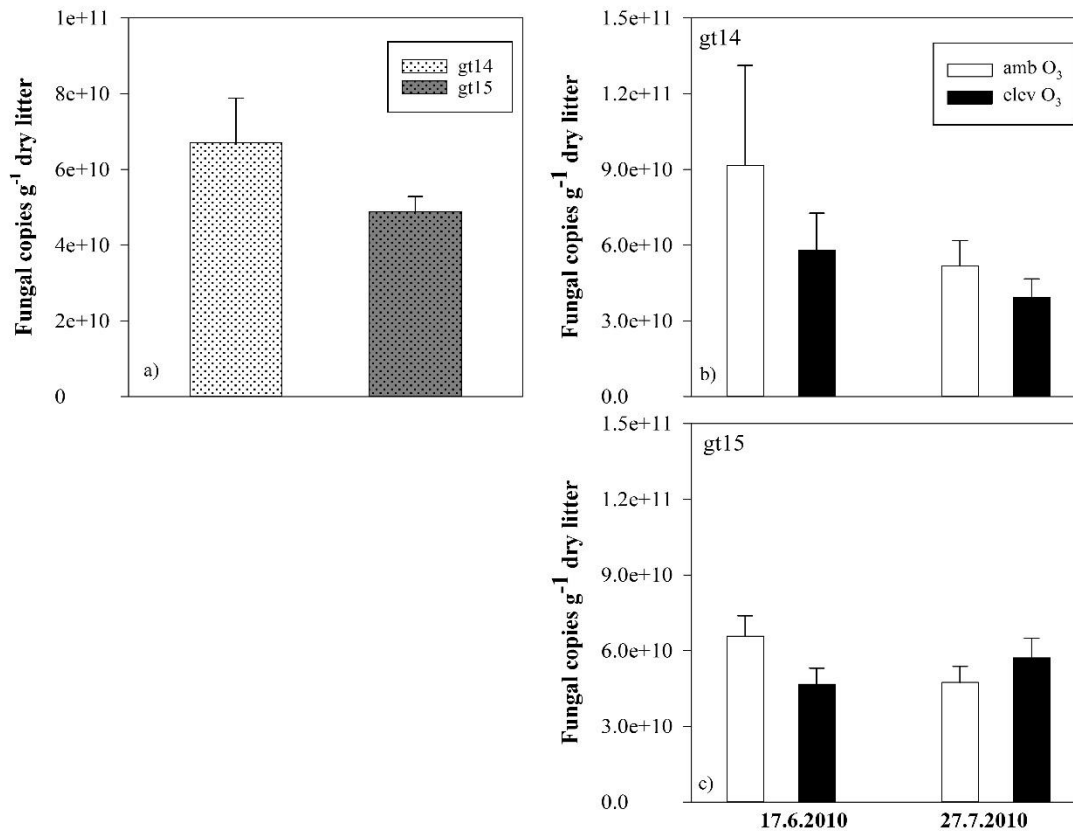 Fungal copies g⁻¹ dry litter
1e+11
8e+10
6e+10
4e+10
2e+10
0
gt14
gt15
a)
Fungal copies g⁻¹ dry litter
1.5e+11
1.2e+11
9.0e+10
6.0e+10
3.0e+10
0.0
gt14
amb O₃
elev O₃
b)
Fungal copies g⁻¹ dry litter
1.5e+11
1.2e+11
9.0e+10
6.0e+10
3.0e+10
0.0
gt15
c)
17.6.2010 27.7.2010